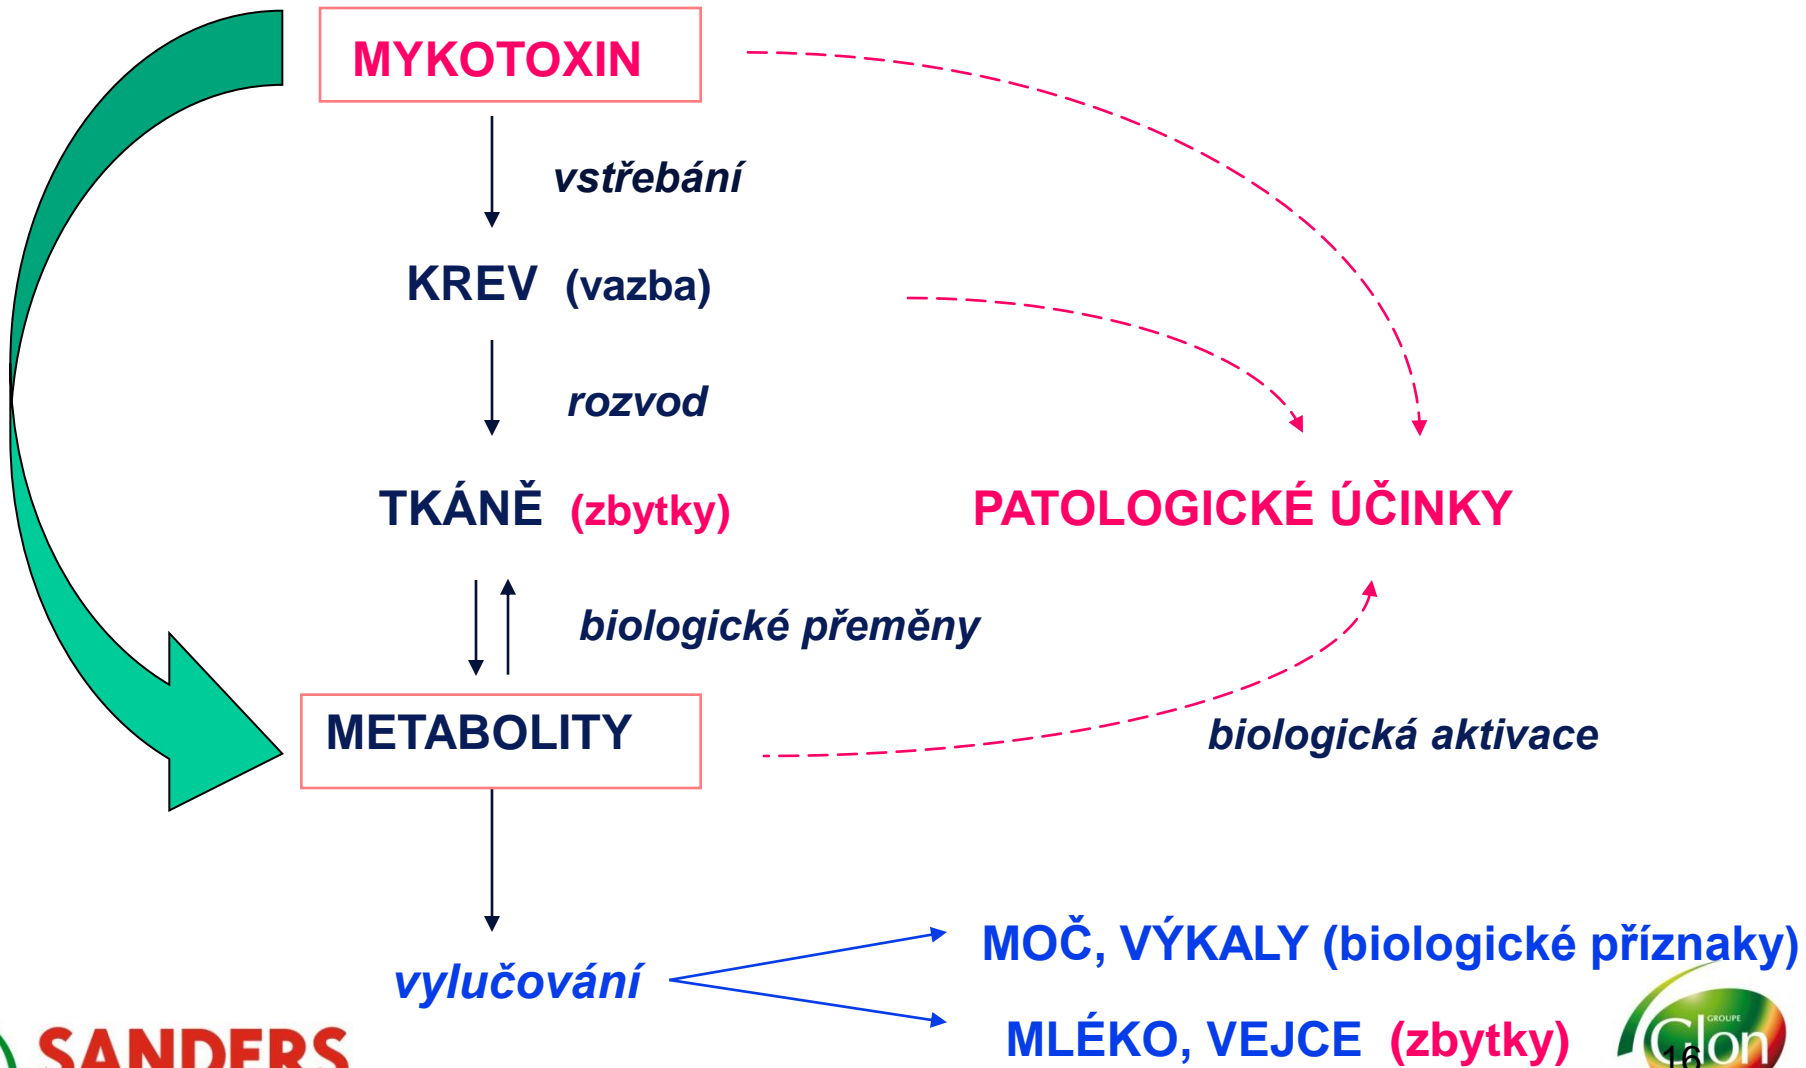 MYKOTOXIN
vstřebání
KREV (vazba)
rozvod
TKÁNĚ (zbytky)
PATOLOGICKÉ ÚČINKY
biologické přeměny
METABOLITY
biologická aktivace
MOČ, VÝKALY (biologické příznaky)
vylučování
MLÉKO, VEJCE (zbytky)
SANDERS
GROUPE
Glon
16